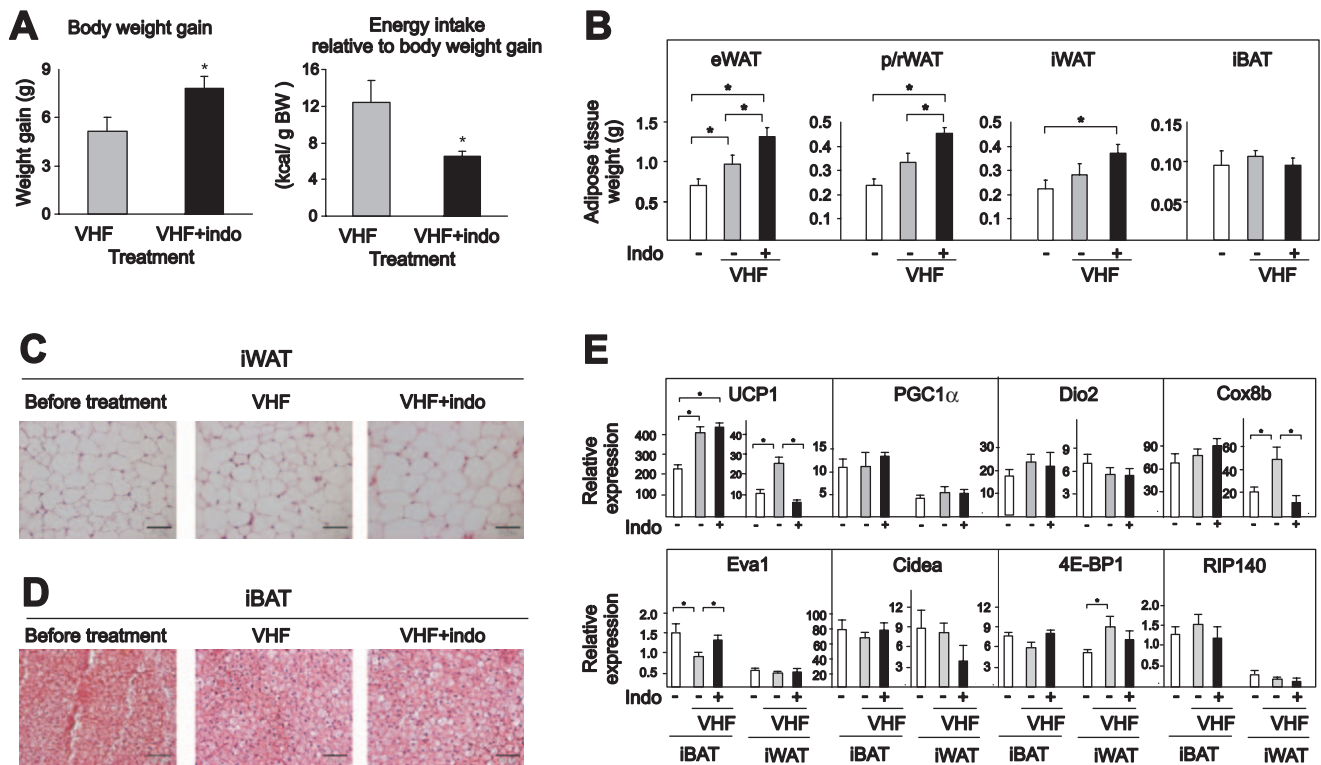 A
Body weight gain
Weight gain (g)
9
6
3
0
VHF VHF+indo
Treatment
Energy intake
relative to body weight gain
(kcal/ g BW )
16
12
8
4
0
*
*
VHF VHF+indo
Treatment
B
eWAT p/rWAT iWAT iBAT
Adipose tissue
weight (g)
1.5
1.0
0.5
* * *
0.5
0.4
0.3
0.2
0.1
* *
0.5
0.4
0.3
0.2
0.1
*
0.15
0.10
0.05
Indo - - + - - + - - + - - +
VHF VHF VHF VHF
C
iWAT
Before treatment VHF VHF+indo
D
iBAT
Before treatment VHF VHF+indo
E
UCP1 PGC1α Dio2 Cox8b
Relative
expression
400
300
200
100
* *
40
30
20
10
* *
15
10
5
30
20
10
9
6
3
90
60
30
60
40
20
* *
Indo - - + - - + - - + - - + - - + - - + - - + - - +
Eva1 Cidea 4E-BP1 RIP140
Relative
expression
2.0
1.5
1.0
0.5
* *
100
80
60
40
20
9
6
3
12
9
6
3
12
9
6
3
*
2.0
1.5
1.0
0.5
Indo - - + - - + - - + - - + - - + - - + - - + - - +
VHF VHF VHF VHF VHF VHF VHF VHF
iBAT iWAT iBAT iWAT iBAT iWAT iBAT iWAT